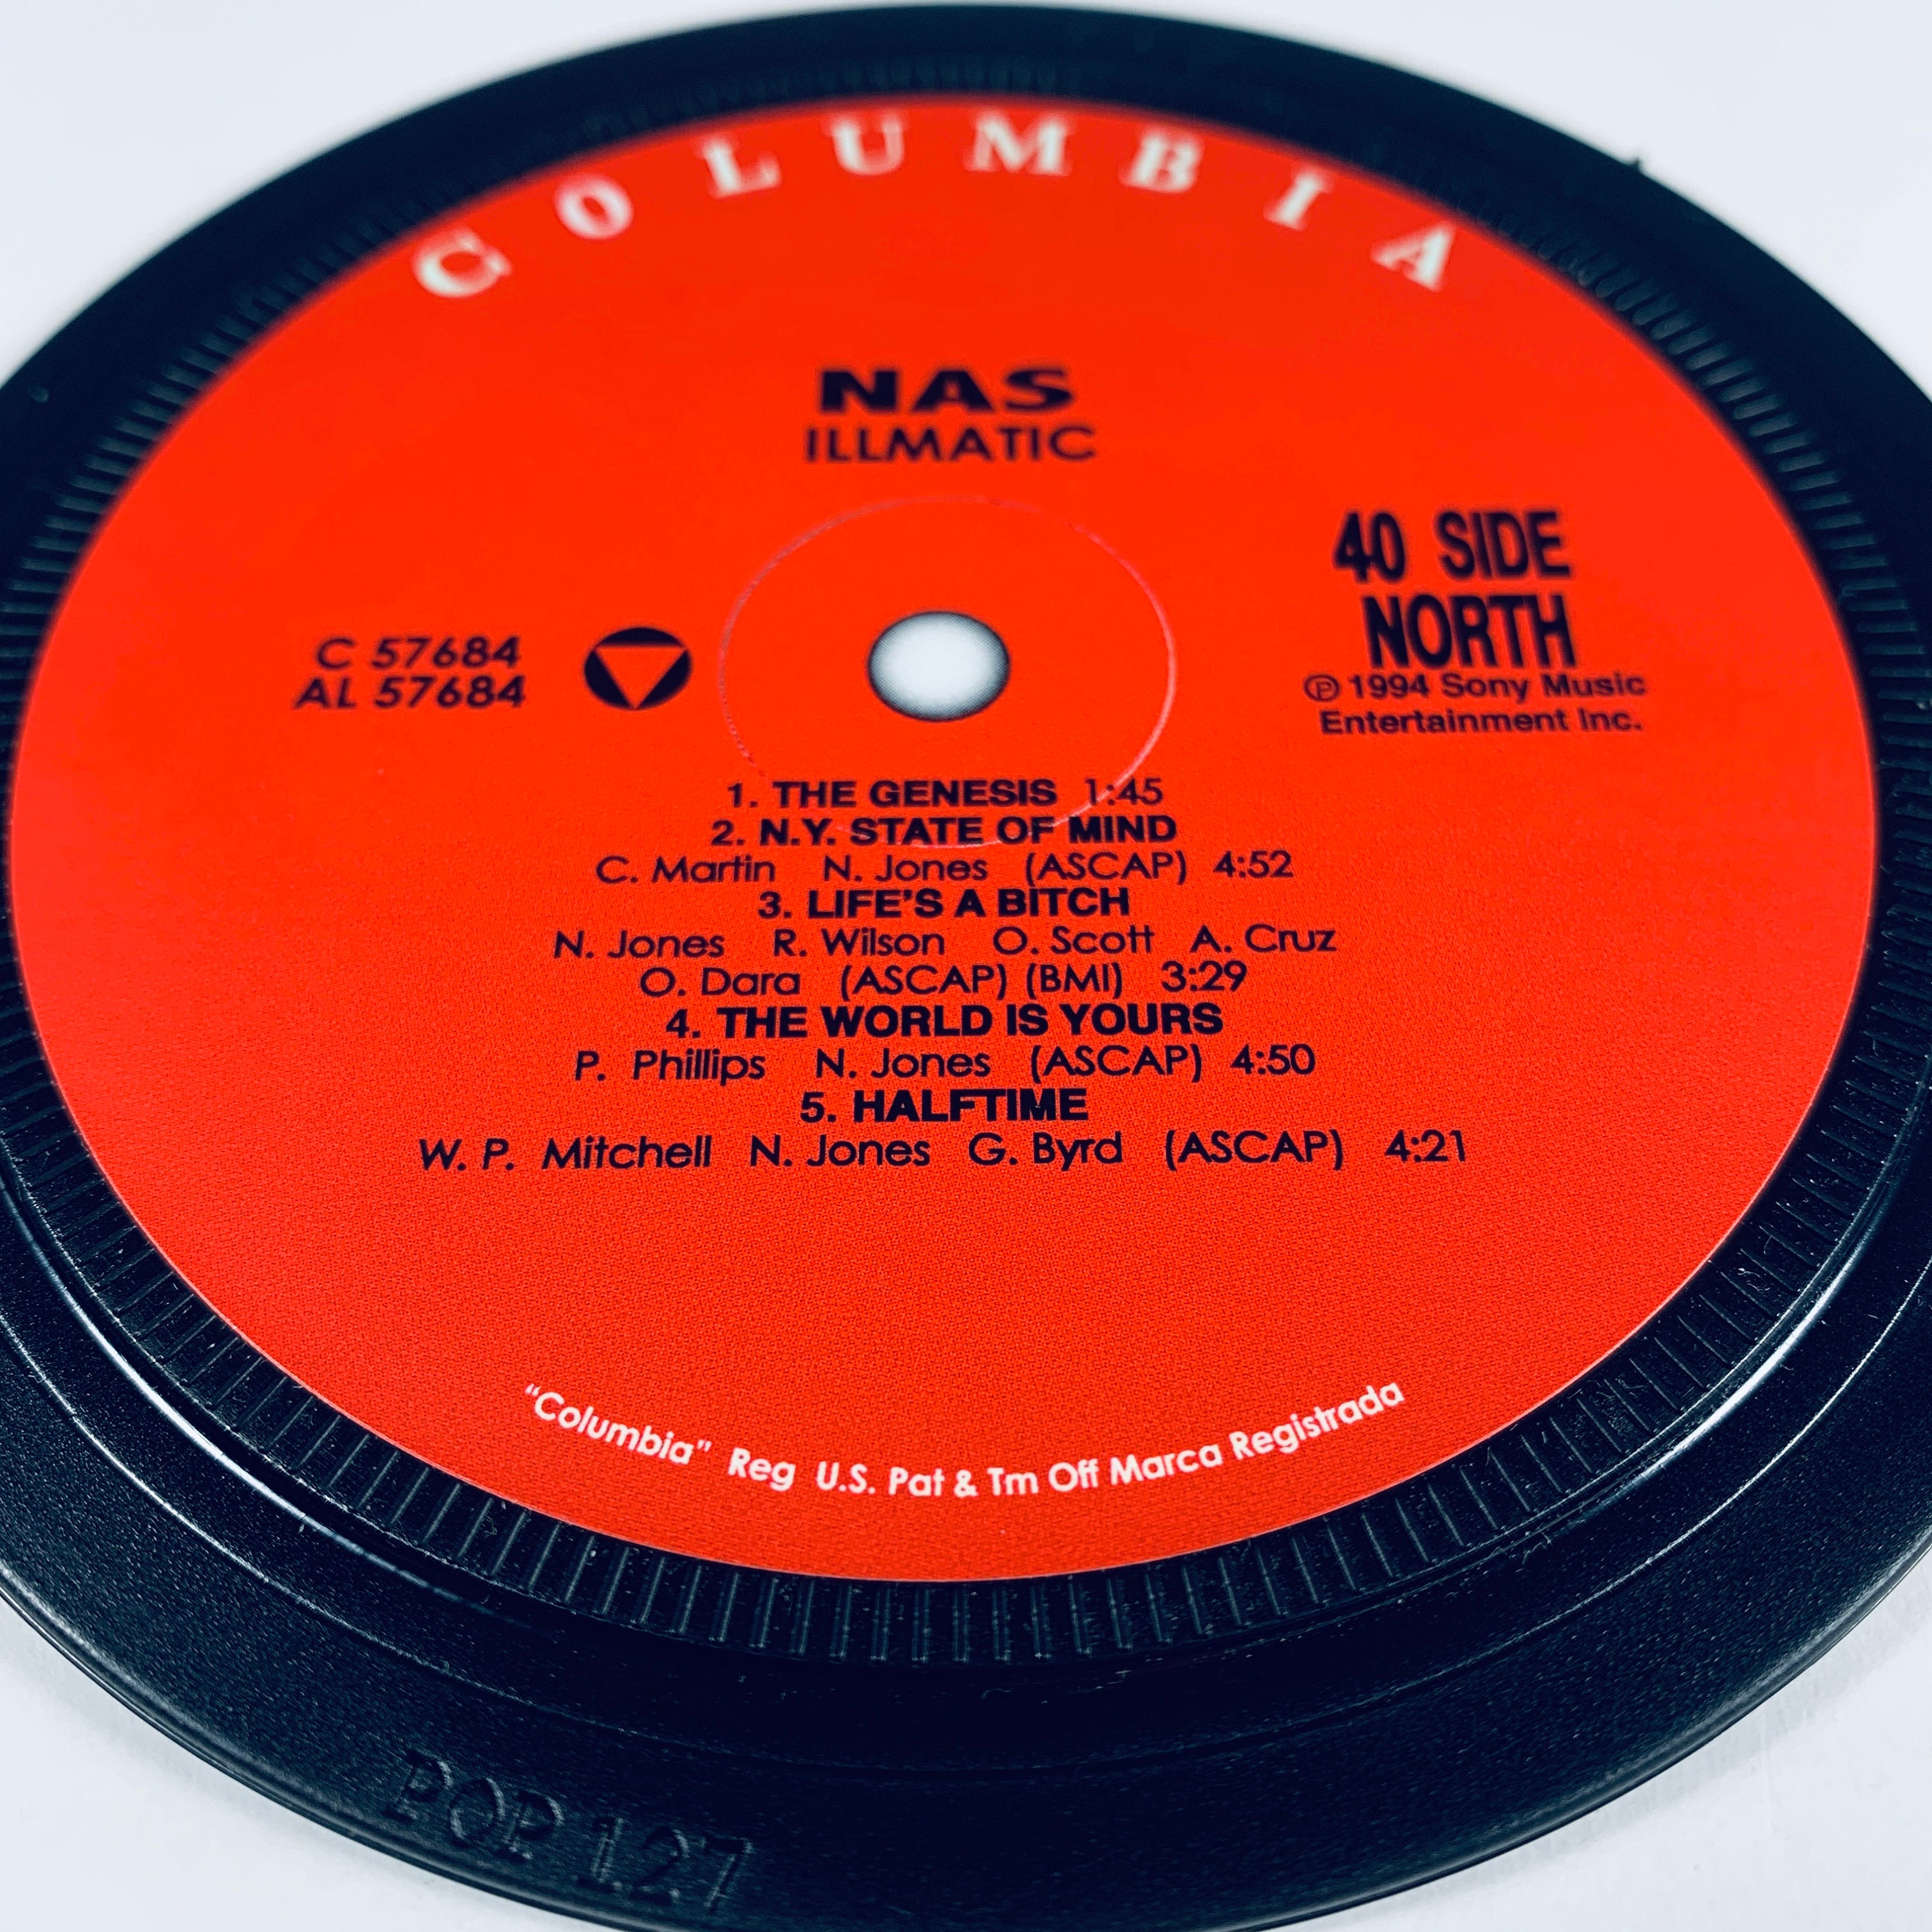 COLUMBIA
NAS
ILLMATIC
40 SIDE
NORTH
℗ 1994 Sony Music
Entertainment Inc.
C 57684
AL 57684
1. THE GENESIS 1:45
2. N.Y. STATE OF MIND
C. Martin N. Jones (ASCAP) 4:52
3. LIFE'S A BITCH
N. Jones R. Wilson O. Scott A. Cruz
O. Dara (ASCAP) (BMI) 3:29
4. THE WORLD IS YOURS
P. Phillips N. Jones (ASCAP) 4:50
5. HALFTIME
W. P. Mitchell N. Jones G. Byrd (ASCAP) 4:21
"Columbia" Reg U.S. Pat & Tm Off Marca Registrada
POP 127